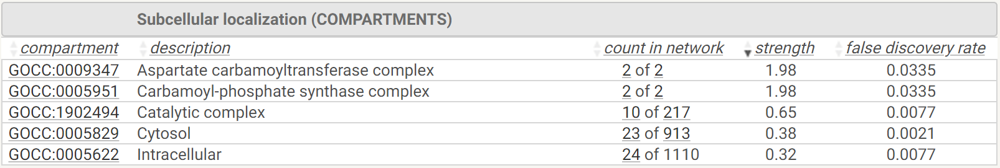 Subcellular localization (COMPARTMENTS)
compartment description count in network strength false discovery rate
GOCC:0009347 Aspartate carbamoyltransferase complex 2 of 2 1.98 0.0335
GOCC:0005951 Carbamoyl-phosphate synthase complex 2 of 2 1.98 0.0335
GOCC:1902494 Catalytic complex 10 of 217 0.65 0.0077
GOCC:0005829 Cytosol 23 of 913 0.38 0.0021
GOCC:0005622 Intracellular 24 of 1110 0.32 0.0077